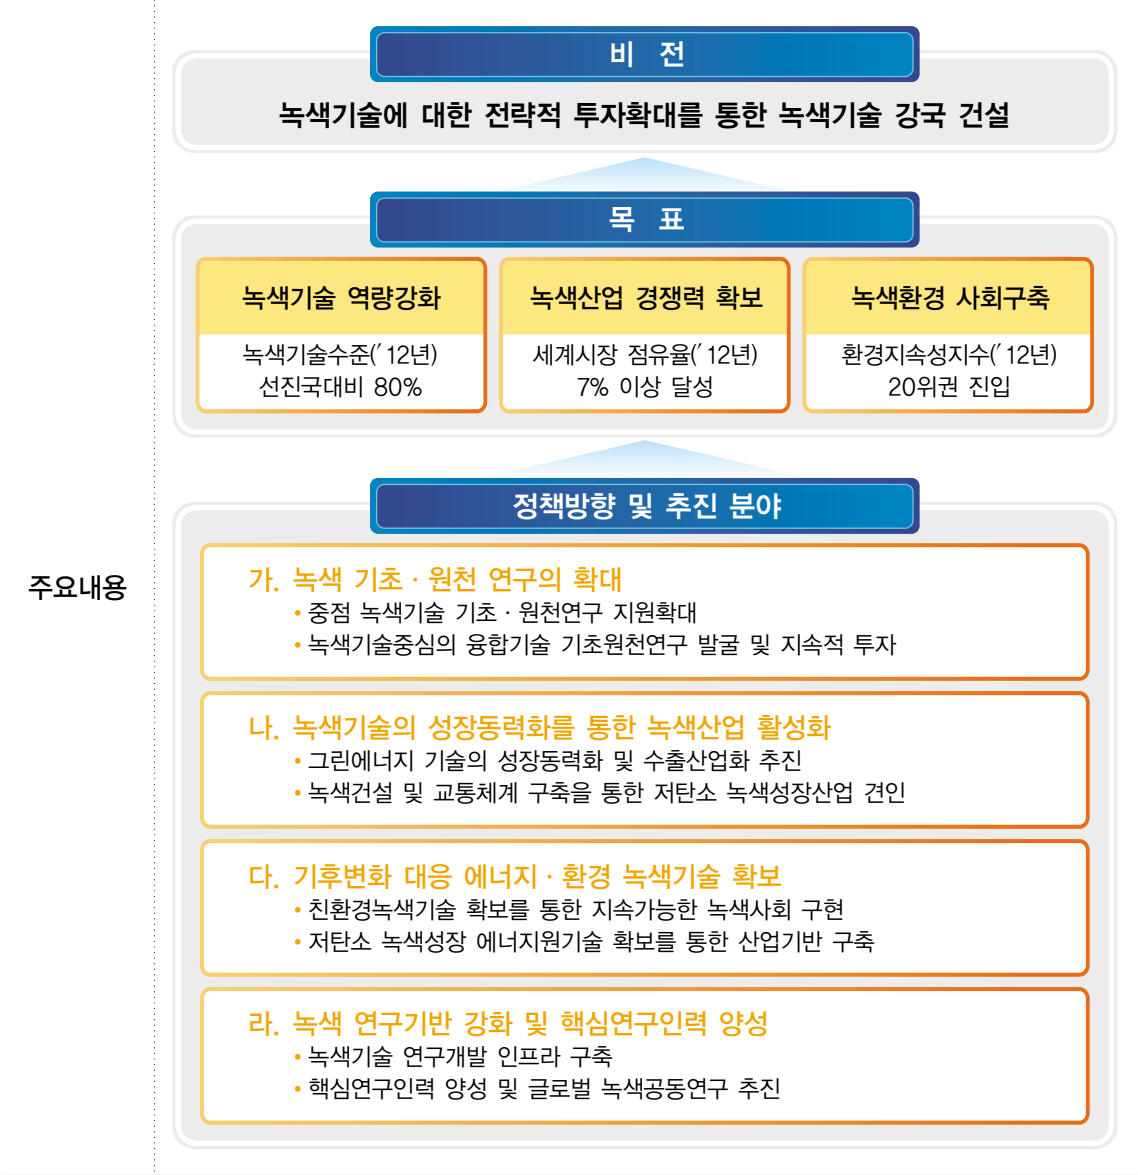 비 전
녹색기술에 대한 전략적 투자확대를 통한 녹색기술 강국 건설
목 표
녹색기술 역량강화
녹색기술수준(′12년)
선진국대비 80%
녹색산업 경쟁력 확보
세계시장 점유율(′12년)
7% 이상 달성
녹색환경 사회구축
환경지속성지수(′12년)
20위권 진입
정책방향 및 추진 분야
주요내용
가. 녹색 기초 · 원천 연구의 확대
• 중점 녹색기술 기초 · 원천연구 지원확대
• 녹색기술중심의 융합기술 기초원천연구 발굴 및 지속적 투자
나. 녹색기술의 성장동력화를 통한 녹색산업 활성화
• 그린에너지 기술의 성장동력화 및 수출산업화 추진
• 녹색건설 및 교통체계 구축을 통한 저탄소 녹색성장산업 견인
다. 기후변화 대응 에너지 · 환경 녹색기술 확보
• 친환경녹색기술 확보를 통한 지속가능한 녹색사회 구현
• 저탄소 녹색성장 에너지원기술 확보를 통한 산업기반 구축
라. 녹색 연구기반 강화 및 핵심연구인력 양성
• 녹색기술 연구개발 인프라 구축
• 핵심연구인력 양성 및 글로벌 녹색공동연구 추진